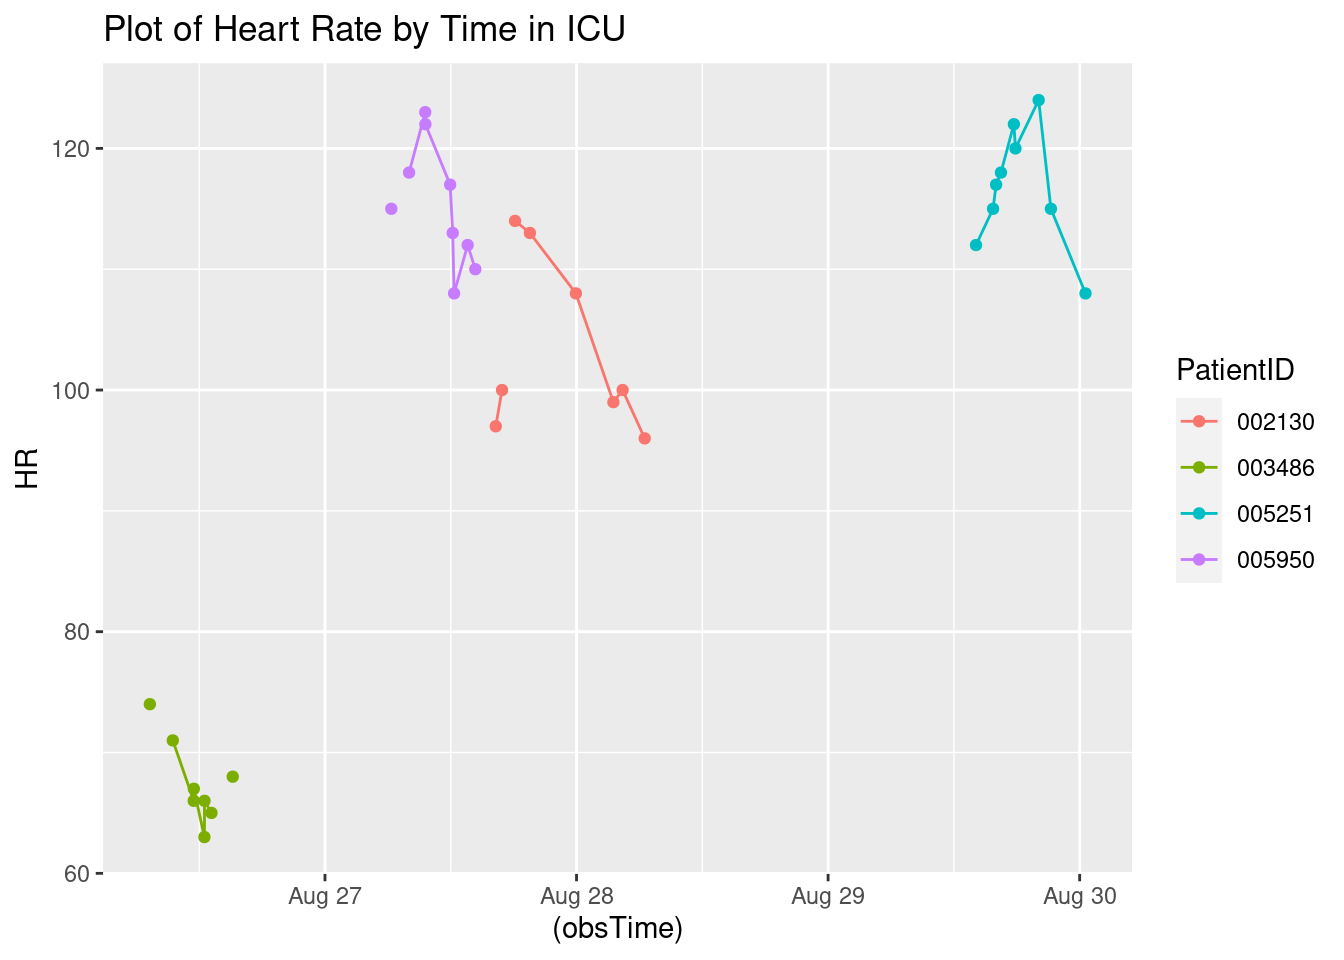 Plot of Heart Rate by Time in ICU
120
100
80
60
HR
Aug 27
Aug 28
Aug 29
Aug 30
(obsTime)
PatientID
002130
003486
005251
005950